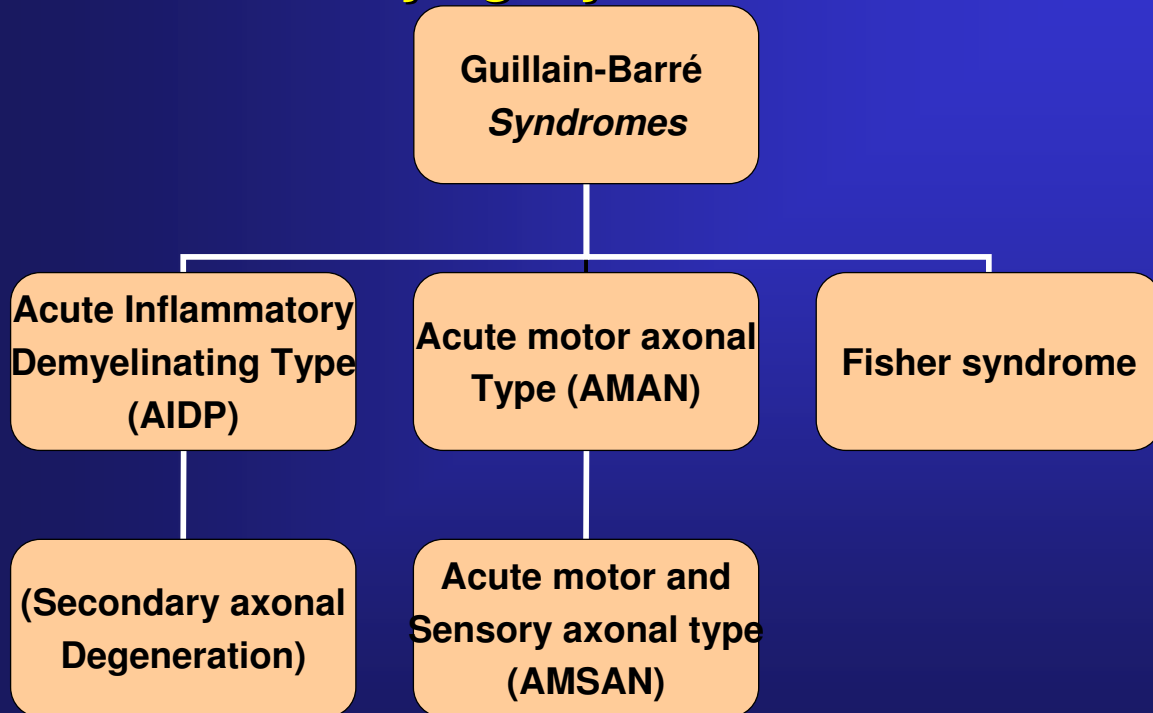 Guillain-Barré
Syndromes
Acute Inflammatory
Demyelinating Type
(AIDP)
Acute motor axonal
Type (AMAN)
Fisher syndrome
(Secondary axonal
Degeneration)
Acute motor and
Sensory axonal type
(AMSAN)